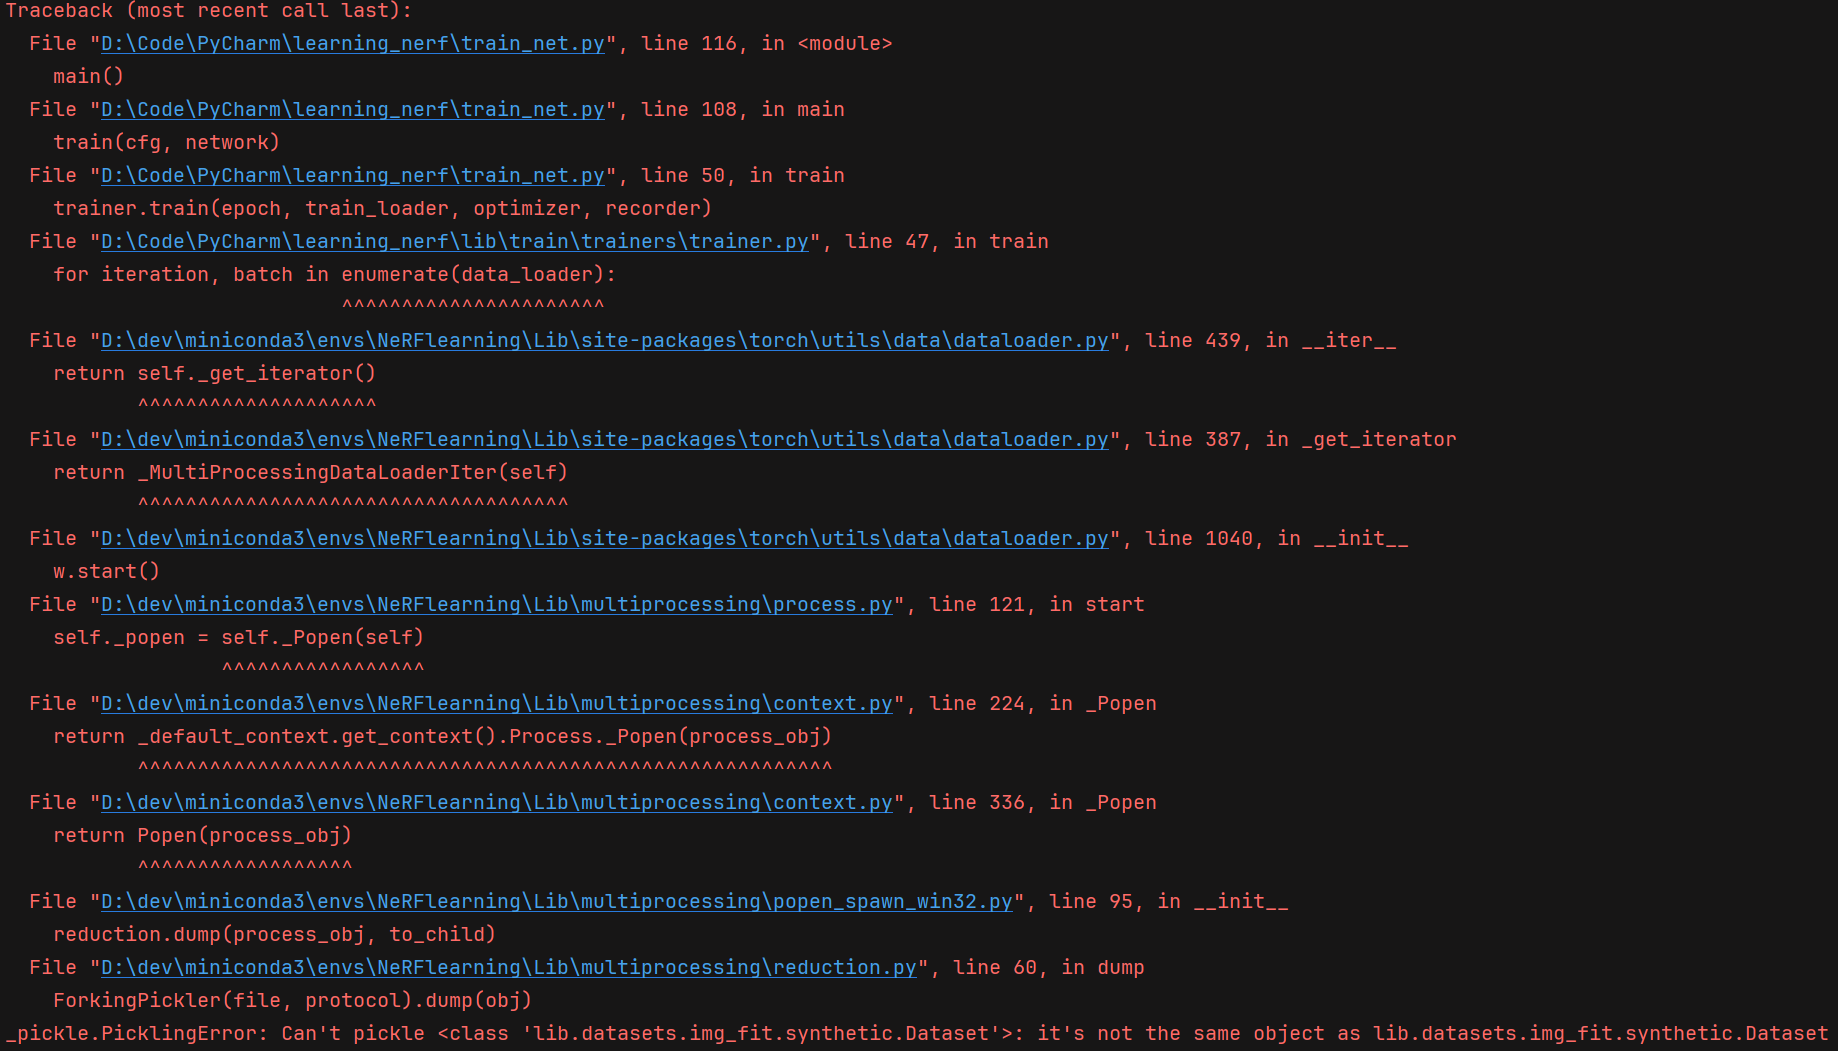 Traceback (most recent call last):
  File "D:\Code\PyCharm\learning_nerf\train_net.py", line 116, in <module>
    main()
  File "D:\Code\PyCharm\learning_nerf\train_net.py", line 108, in main
    train(cfg, network)
  File "D:\Code\PyCharm\learning_nerf\train_net.py", line 50, in train
    trainer.train(epoch, train_loader, optimizer, recorder)
  File "D:\Code\PyCharm\learning_nerf\lib\train\trainers\trainer.py", line 47, in train
    for iteration, batch in enumerate(data_loader):
                            ^^^^^^^^^^^^^^^^^^^^^^
  File "D:\dev\miniconda3\envs\NeRFlearning\Lib\site-packages\torch\utils\data\dataloader.py", line 439, in __iter__
    return self._get_iterator()
           ^^^^^^^^^^^^^^^^^^^^
  File "D:\dev\miniconda3\envs\NeRFlearning\Lib\site-packages\torch\utils\data\dataloader.py", line 387, in _get_iterator
    return _MultiProcessingDataLoaderIter(self)
           ^^^^^^^^^^^^^^^^^^^^^^^^^^^^^^^^^^^^
  File "D:\dev\miniconda3\envs\NeRFlearning\Lib\site-packages\torch\utils\data\dataloader.py", line 1040, in __init__
    w.start()
  File "D:\dev\miniconda3\envs\NeRFlearning\Lib\multiprocessing\process.py", line 121, in start
    self._popen = self._Popen(self)
                  ^^^^^^^^^^^^^^^^^
  File "D:\dev\miniconda3\envs\NeRFlearning\Lib\multiprocessing\context.py", line 224, in _Popen
    return _default_context.get_context().Process._Popen(process_obj)
           ^^^^^^^^^^^^^^^^^^^^^^^^^^^^^^^^^^^^^^^^^^^^^^^^^^^^^^^^^^
  File "D:\dev\miniconda3\envs\NeRFlearning\Lib\multiprocessing\context.py", line 336, in _Popen
    return Popen(process_obj)
           ^^^^^^^^^^^^^^^^^^
  File "D:\dev\miniconda3\envs\NeRFlearning\Lib\multiprocessing\popen_spawn_win32.py", line 95, in __init__
    reduction.dump(process_obj, to_child)
  File "D:\dev\miniconda3\envs\NeRFlearning\Lib\multiprocessing\reduction.py", line 60, in dump
    ForkingPickler(file, protocol).dump(obj)
_pickle.PicklingError: Can't pickle <class 'lib.datasets.img_fit.synthetic.Dataset'>: it's not the same object as lib.datasets.img_fit.synthetic.Dataset